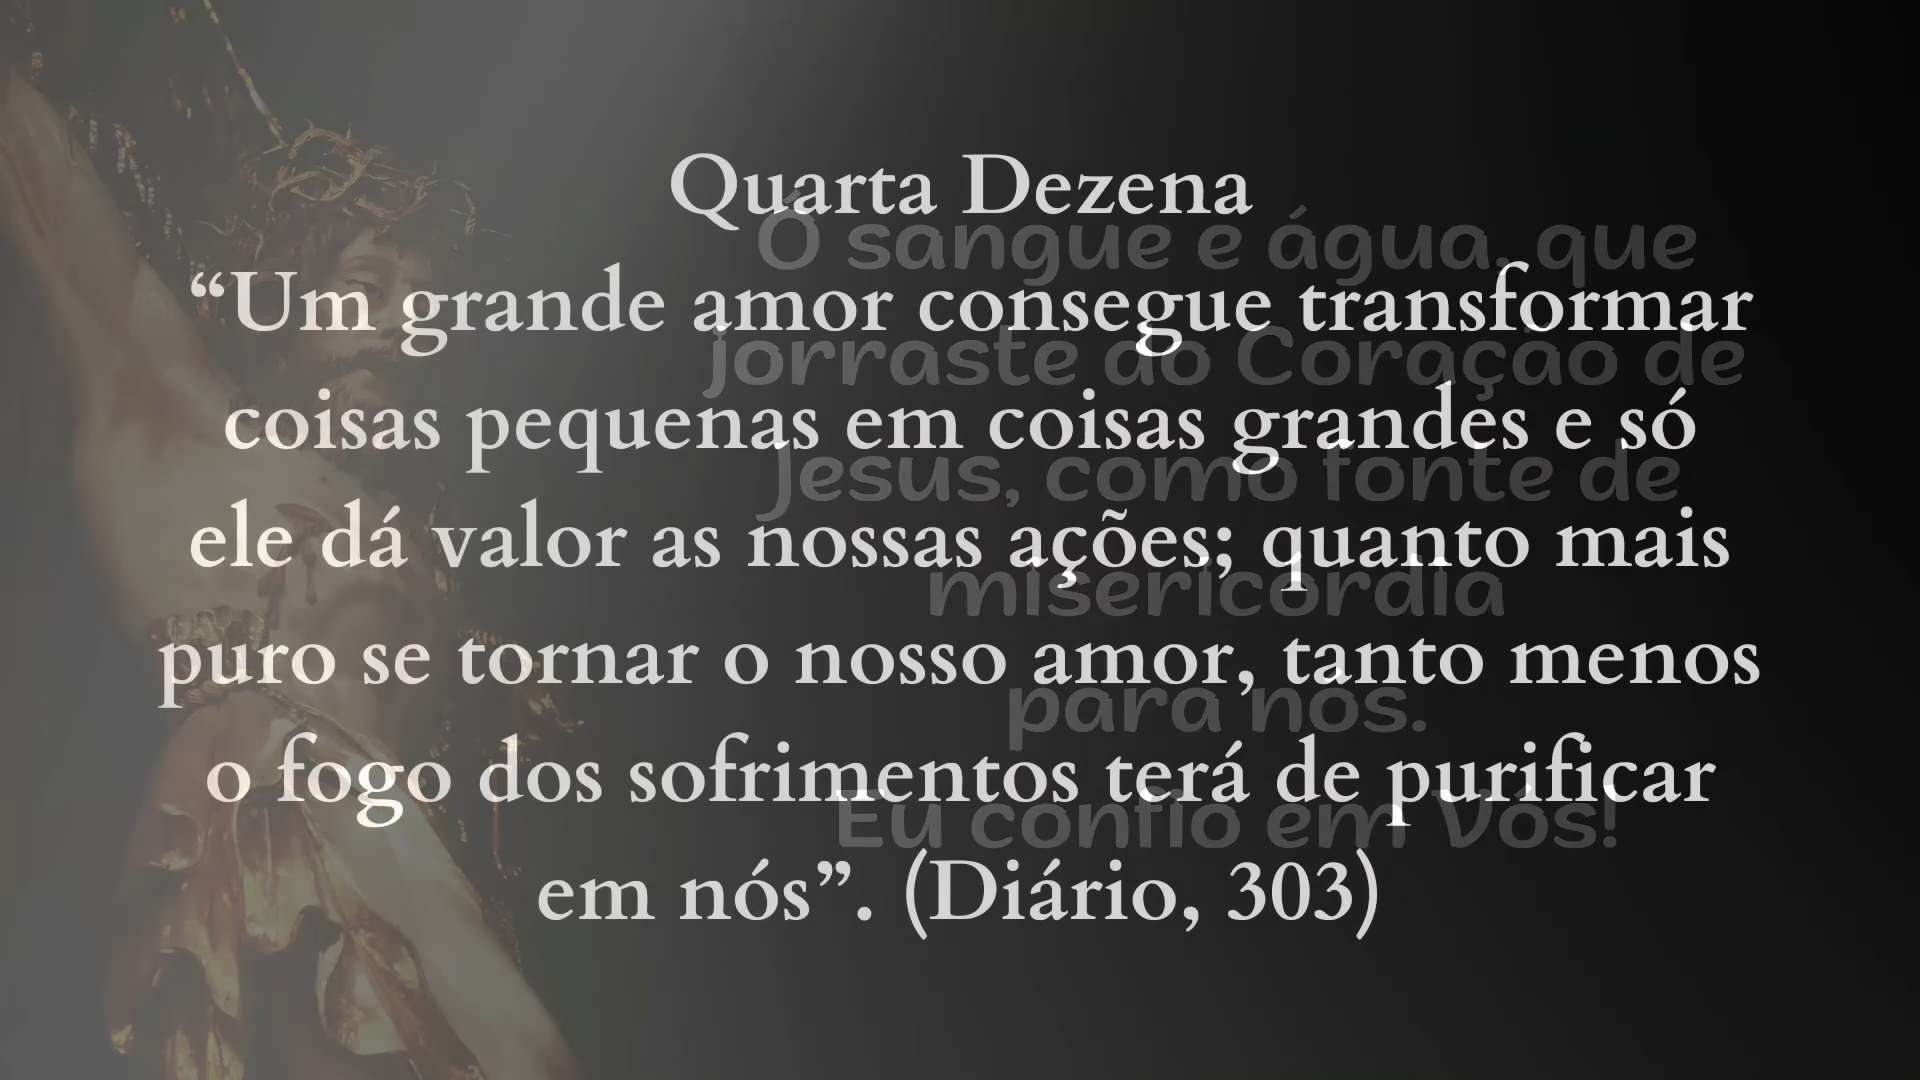 Quarta Dezena
“Um grande amor consegue transformar
coisas pequenas em coisas grandes e só
ele dá valor as nossas ações; quanto mais
puro se tornar o nosso amor, tanto menos
o fogo dos sofrimentos terá de purificar
em nós”. (Diário, 303)
Ó sangue e água, que
jorraste do Coração de
Jesus, como fonte de
misericórdia
para nós.
Eu confio em Vós!